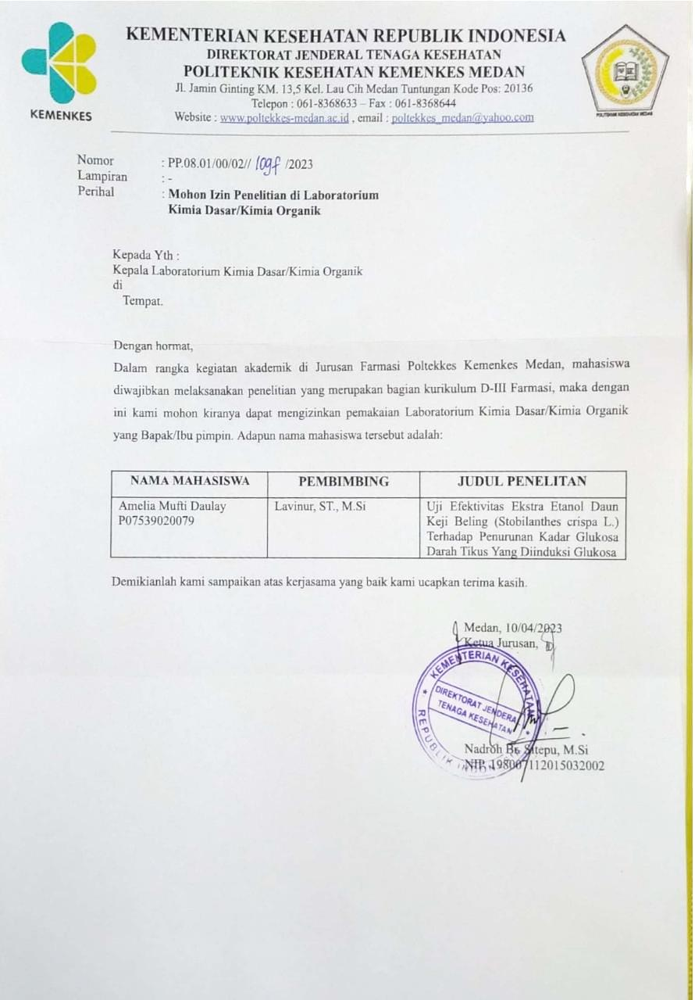 KEMENTERIAN KESEHATAN REPUBLIK INDONESIA
DIREKTORAT JENDERAL TENAGA KESEHATAN
POLITEKNIK KESEHATAN KEMENKES MEDAN
Jl. Jamin Ginting KM. 13,5 Kel. Lau Cih Medan Tuntungan Kode Pos: 20136
Telepon : 061-8368633 – Fax : 061-8368644
Website : www.poltekkes-medan.ac.id , email : poltekkes_medan@yahoo.com
KEMENKES
POLITEKNIK KESEHATAN MEDAN
Nomor : PP.08.01/00/02// /2023
Lampiran : -
Perihal : Mohon Izin Penelitian di Laboratorium
Kimia Dasar/Kimia Organik
Kepada Yth :
Kepala Laboratorium Kimia Dasar/Kimia Organik
di
Tempat.
Dengan hormat,
Dalam rangka kegiatan akademik di Jurusan Farmasi Poltekkes Kemenkes Medan, mahasiswa
diwajibkan melaksanakan penelitian yang merupakan bagian kurikulum D-III Farmasi, maka dengan
ini kami mohon kiranya dapat mengizinkan pemakaian Laboratorium Kimia Dasar/Kimia Organik
yang Bapak/Ibu pimpin. Adapun nama mahasiswa tersebut adalah:
NAMA MAHASISWA PEMBIMBING JUDUL PENELITAN
Amelia Mufti Daulay Lavinur, ST., M.Si Uji Efektivitas Ekstra Etanol Daun
P07539020079 Keji Beling (Stobilanthes crispa L.)
Terhadap Penurunan Kadar Glukosa
Darah Tikus Yang Diinduksi Glukosa
Demikianlah kami sampaikan atas kerjasama yang baik kami ucapkan terima kasih.
Medan, 10/04/2023
Ketua Jurusan,
KEMENTERIAN KESEHATAN
DIREKTORAT JENDERAL
TENAGA KESEHATAN
REPUBLIK INDONESIA
Nadroh Br. Sitepu, M.Si
NIP. 198007112015032002